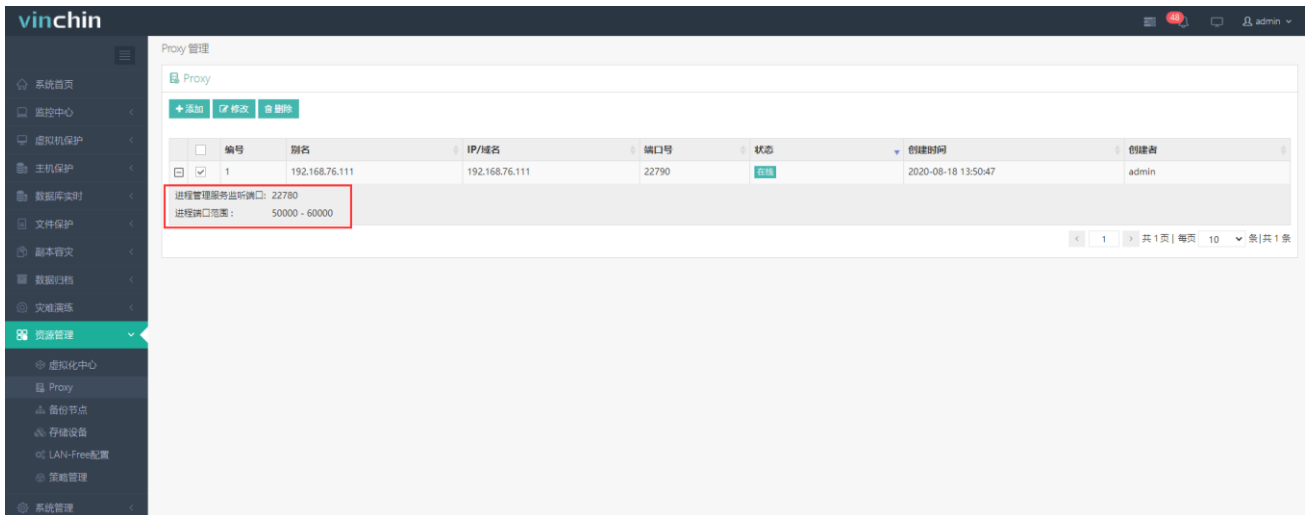 vinchin
48
admin
Proxy 管理
系统首页
监控中心
虚拟机保护
主机保护
数据库实时
文件保护
副本容灾
数据归档
灾难演练
资源管理
虚拟化中心
Proxy
备份节点
存储设备
LAN-Free配置
策略管理
系统管理
Proxy
添加 修改 删除
编号 别名 IP/域名 端口号 状态 创建时间 创建者
1 192.168.76.111 192.168.76.111 22790 在线 2020-08-18 13:50:47 admin
进程管理服务监听端口: 22780
进程端口范围: 50000 - 60000
1 共1页| 每页 10 条|共1条